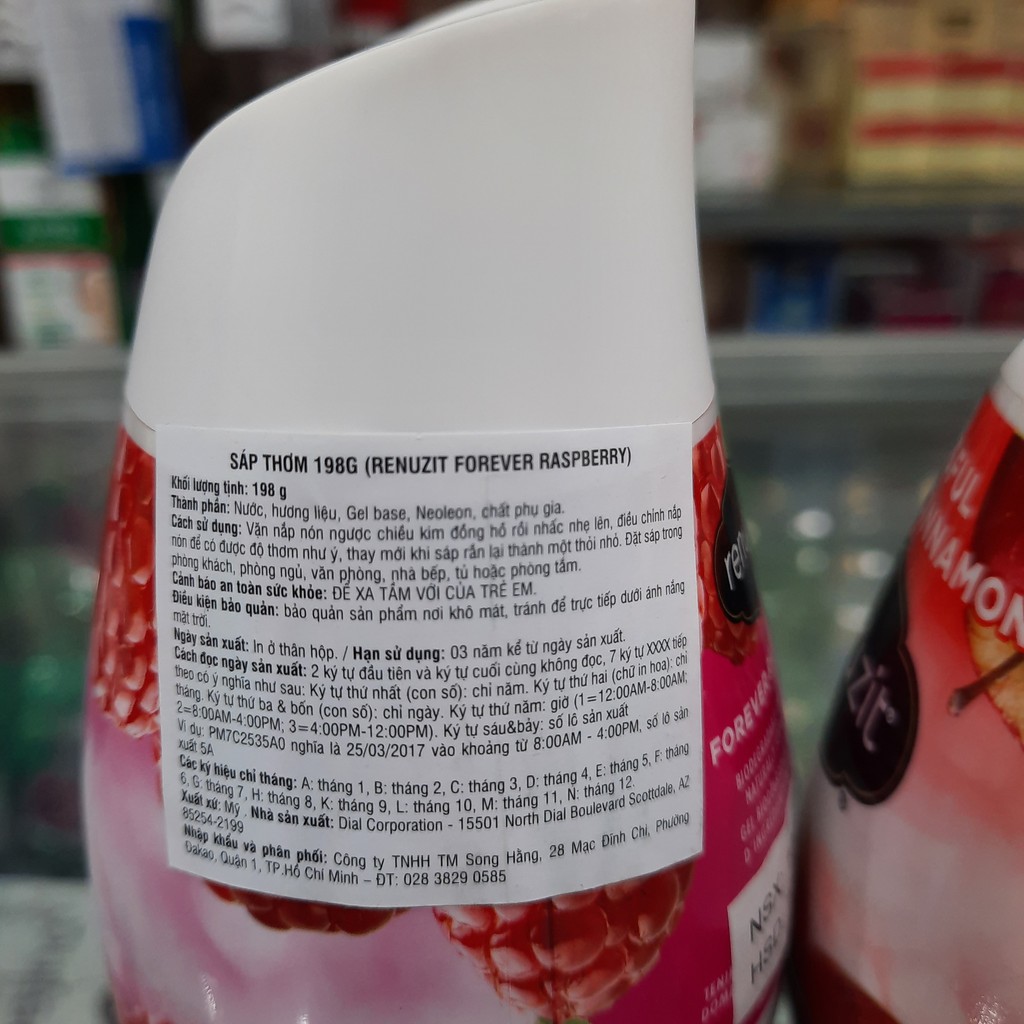 SÁP THƠM 198G (RENUZIT FOREVER RASPBERRY)
Khối lượng tịnh: 198 g
Thành phần: Nước, hương liệu, Gel base, Neoleon, chất phụ gia.
Cách sử dụng: Vặn nắp nón ngược chiều kim đồng hồ rồi nhấc nhẹ lên, điều chỉnh nắp
nón để có được độ thơm như ý, thay mới khi sáp rắn lại thành một thỏi nhỏ. Đặt sáp trong
phòng khách, phòng ngủ, văn phòng, nhà bếp, tủ hoặc phòng tắm.
Cảnh báo an toàn sức khỏe: ĐỂ XA TẦM VỚI CỦA TRẺ EM.
Điều kiện bảo quản: bảo quản sản phẩm nơi khô mát, tránh để trực tiếp dưới ánh nắng
mặt trời.
Ngày sản xuất: In ở thân hộp. / Hạn sử dụng: 03 năm kể từ ngày sản xuất.
Cách đọc ngày sản xuất: 2 ký tự đầu tiên và ký tự cuối cùng không đọc, 7 ký tự XXXX tiếp
theo có ý nghĩa như sau: Ký tự thứ nhất (con số): chỉ năm. Ký tự thứ hai (chữ in hoa): chỉ
tháng. Ký tự thứ ba & bốn (con số): chỉ ngày. Ký tự thứ năm: giờ (1=12:00AM-8:00AM;
2=8:00AM-4:00PM; 3=4:00PM-12:00PM). Ký tự sáu&bảy: số lô sản xuất
Ví dụ: PM7C2535A0 nghĩa là 25/03/2017 vào khoảng từ 8:00AM - 4:00PM, số lô sản
xuất 5A
Các ký hiệu chỉ tháng: A: tháng 1, B: tháng 2, C: tháng 3, D: tháng 4, E: tháng 5, F: tháng
6, G: tháng 7, H: tháng 8, K: tháng 9, L: tháng 10, M: tháng 11, N: tháng 12.
Xuất xứ: Mỹ. Nhà sản xuất: Dial Corporation - 15501 North Dial Boulevard Scottdale, AZ
85254-2199
Nhập khẩu và phân phối: Công ty TNHH TM Song Hằng, 28 Mạc Đĩnh Chi, Phường
Đakao, Quận 1, TP.Hồ Chí Minh – ĐT: 028 3829 0585
FOREVER
NSX
HSD